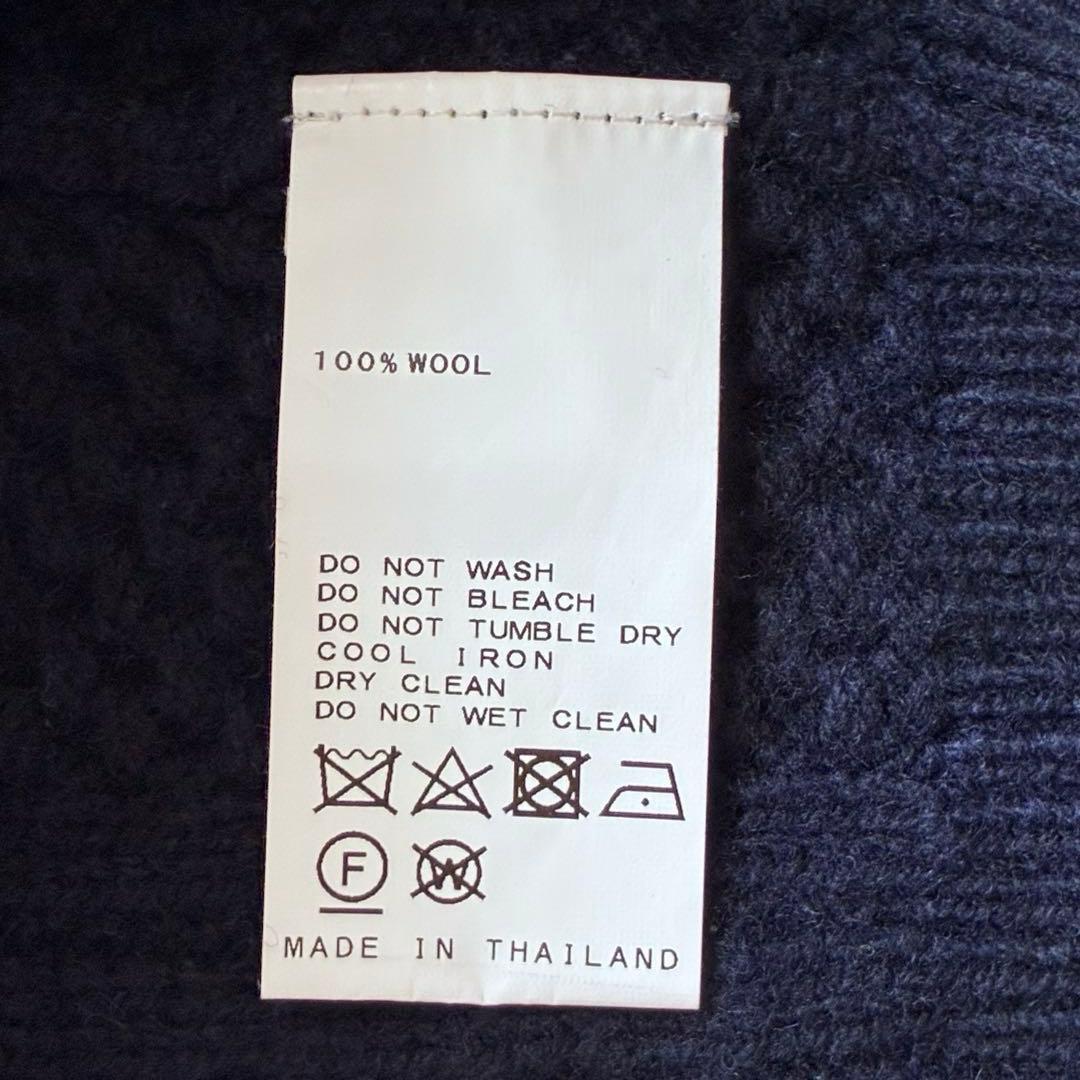 100% WOOL
DO NOT WASH
DO NOT BLEACH
DO NOT TUMBLE DRY
COOL IRON
DRY CLEAN
DO NOT WET CLEAN
F W
MADE IN THAILAND